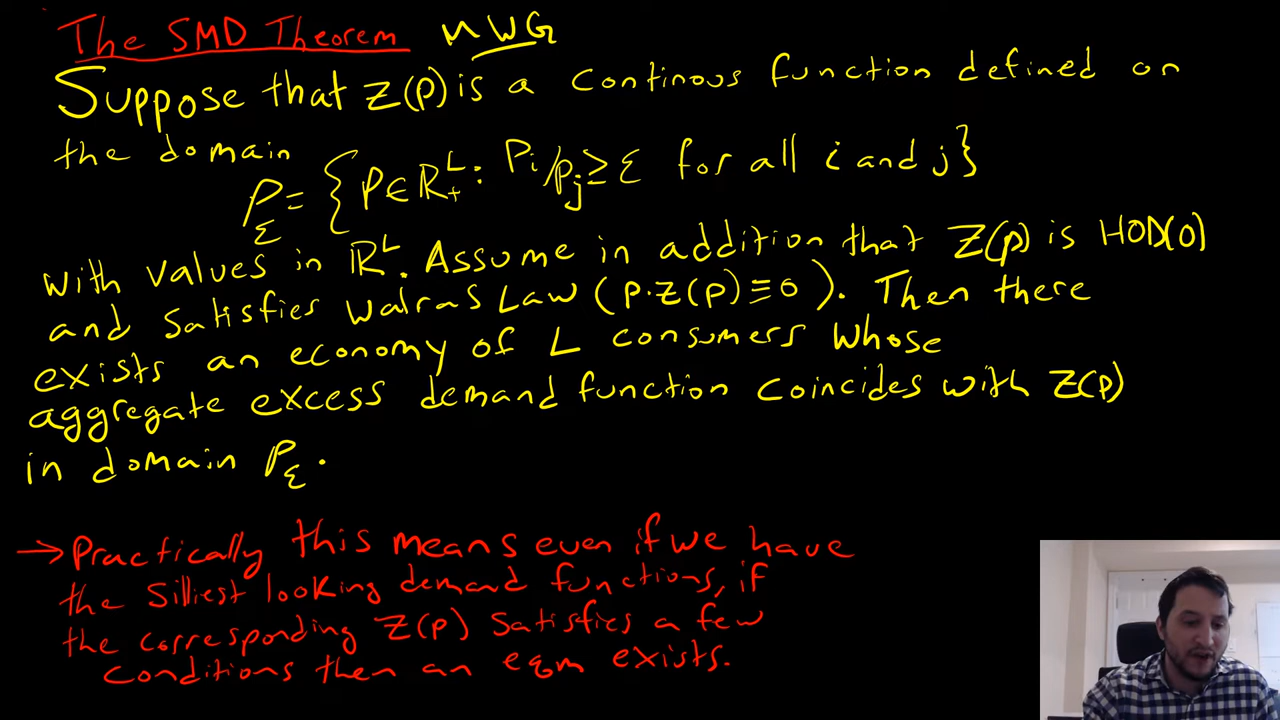 The SMD Theorem MWG
Suppose that Z(p) is a continous function defined on
the domain
P_ε = {P ∈ ℝ^L_+ : P_i/P_j ≥ ε for all i and j}
with values in ℝ^L. Assume in addition that Z(p) is HOD(0)
and satisfies walras Law (p·z(p) ≡ 0). Then there
exists an economy of L consumers whose
aggregate excess demand function coincides with Z(p)
in domain P_ε.
→ Practically this means even if we have
the silliest looking demand functions, if
the corresponding Z(p) satisfies a few
conditions then an eqm exists.